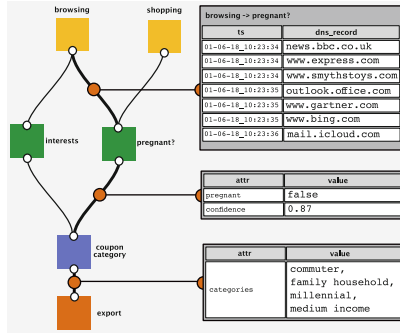 browsing
shopping
interests
pregnant?
coupon
category
export
browsing -> pregnant?
ts dns_record
01-06-18_10:23:34 news.bbc.co.uk
01-06-18_10:23:34 www.express.com
01-06-18_10:23:34 www.smythstoys.com
01-06-18_10:23:35 outlook.office.com
01-06-18_10:23:35 www.gartner.com
01-06-18_10:23:35 www.bing.com
01-06-18_10:23:36 mail.icloud.com
attr value
pregnant false
confidence 0.87
attr value
categories
commuter,
family household,
millennial,
medium income